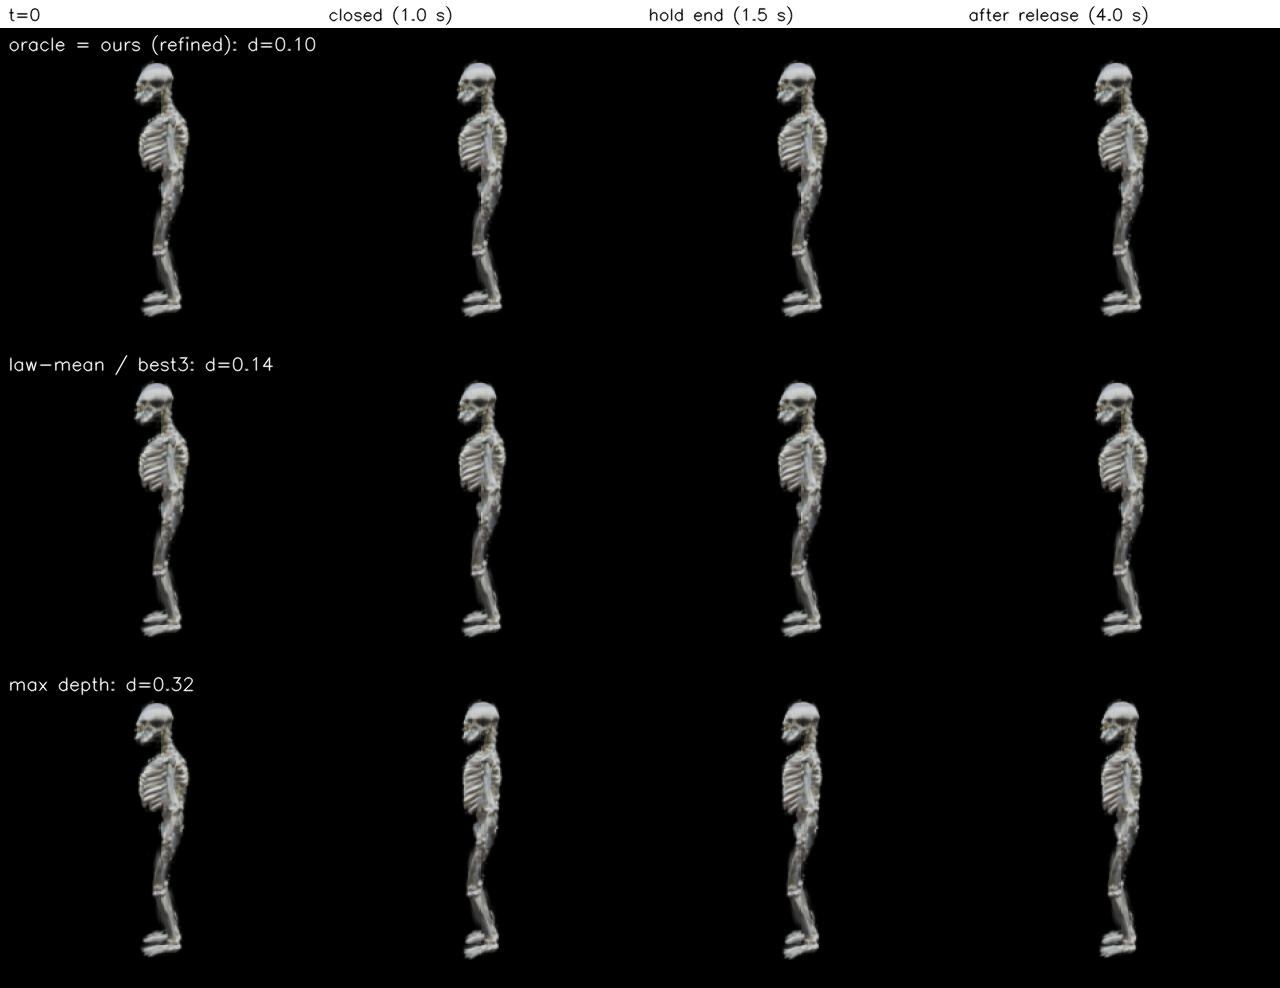 t=0 closed (1.0 s) hold end (1.5 s) after release (4.0 s)
oracle = ours (refined): d=0.10
law-mean / best3: d=0.14
max depth: d=0.32